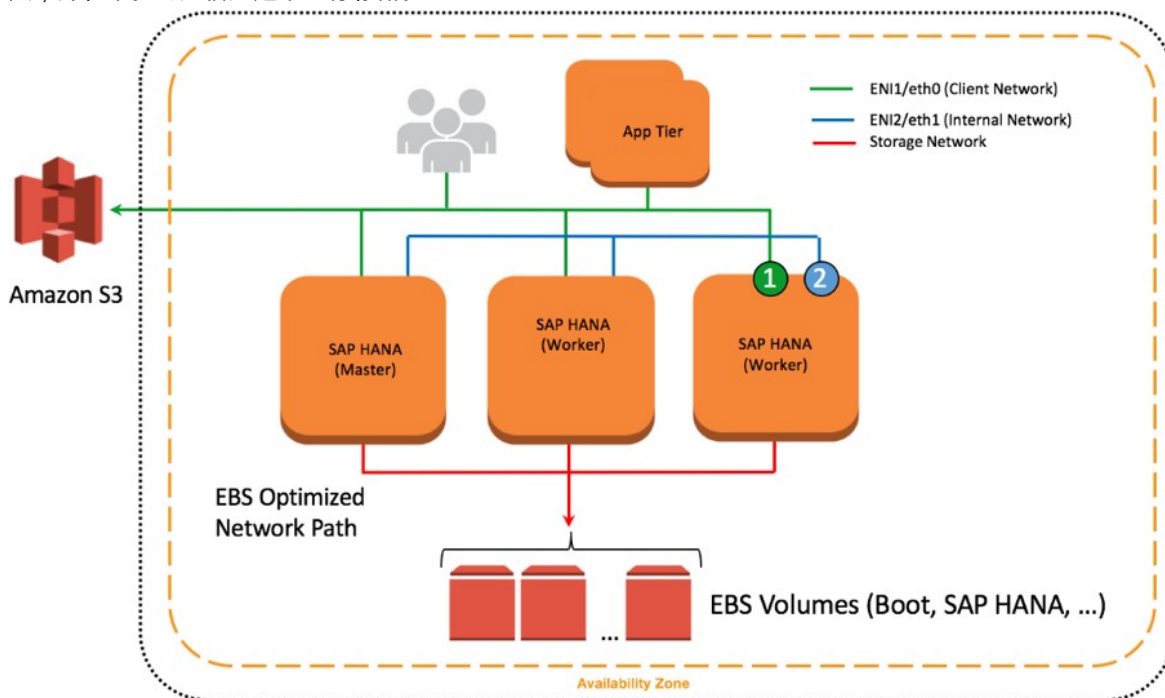 App Tier
ENI1/eth0 (Client Network)
ENI2/eth1 (Internal Network)
Storage Network
Amazon S3
1
2
SAP HANA
(Master)
SAP HANA
(Worker)
SAP HANA
(Worker)
EBS Optimized
Network Path
EBS Volumes (Boot, SAP HANA, ...)
...
Availability Zone